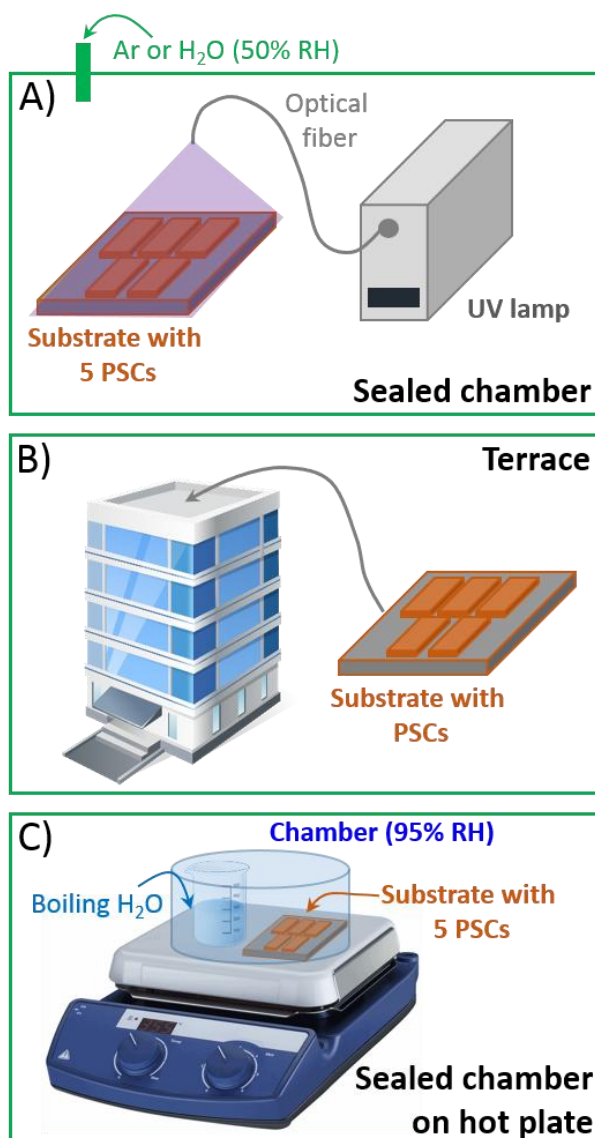 Ar or H₂O (50% RH)
A)
Optical
fiber
UV lamp
Substrate with
5 PSCs
Sealed chamber
B)
Terrace
Substrate with
PSCs
C)
Chamber (95% RH)
Boiling H₂O
Substrate with
5 PSCs
Sealed chamber
on hot plate